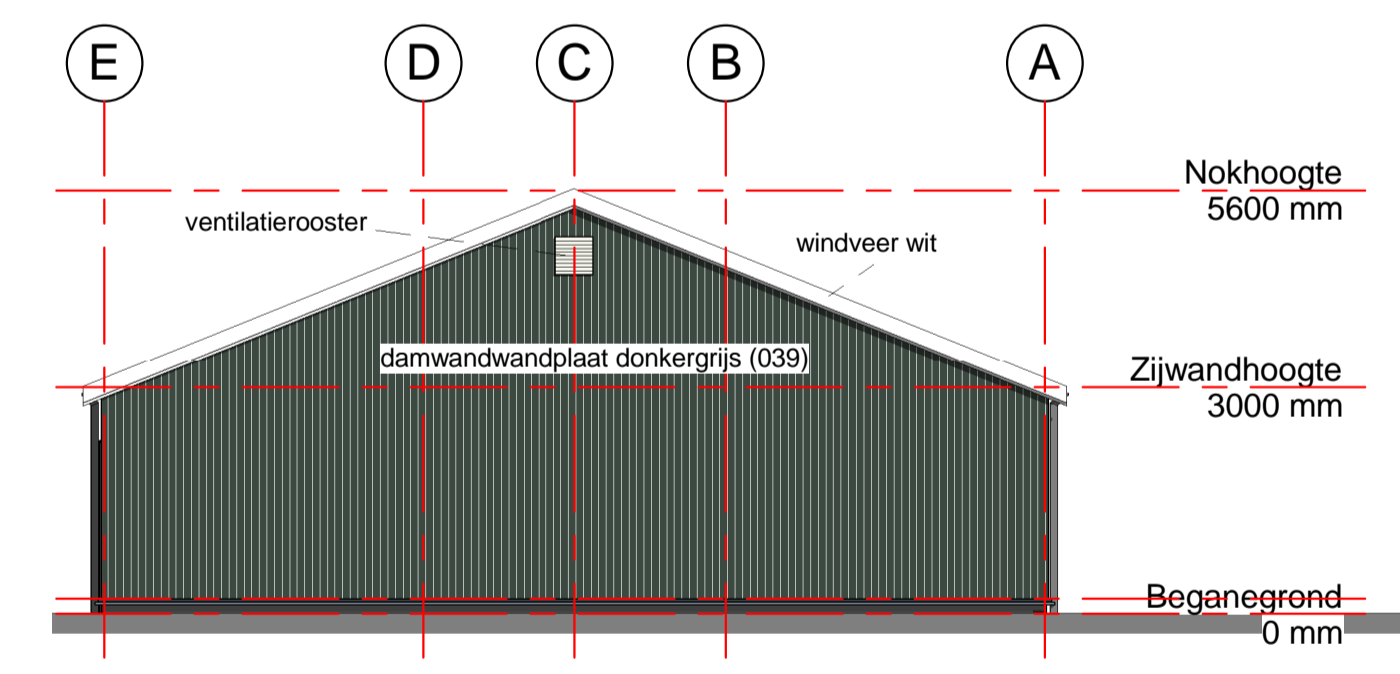 E D C B A
Nokhoogte
5600 mm
ventilatierooster
windveer wit
damwandwandplaat donkergrijs (039)
Zijwandhoogte
3000 mm
Beganegrond
0 mm